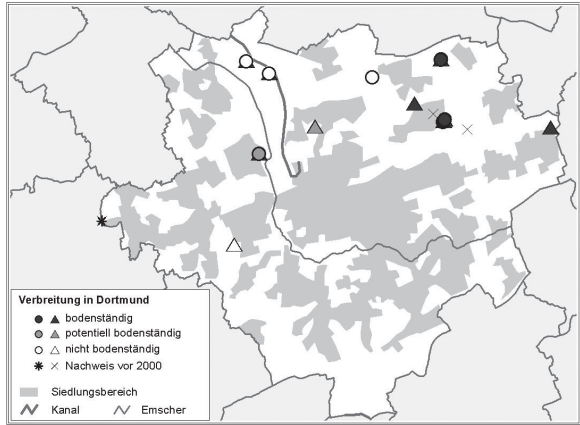 Verbreitung in Dortmund
bodenständig
potentiell bodenständig
nicht bodenständig
Nachweis vor 2000
Siedlungsbereich
Kanal Emscher